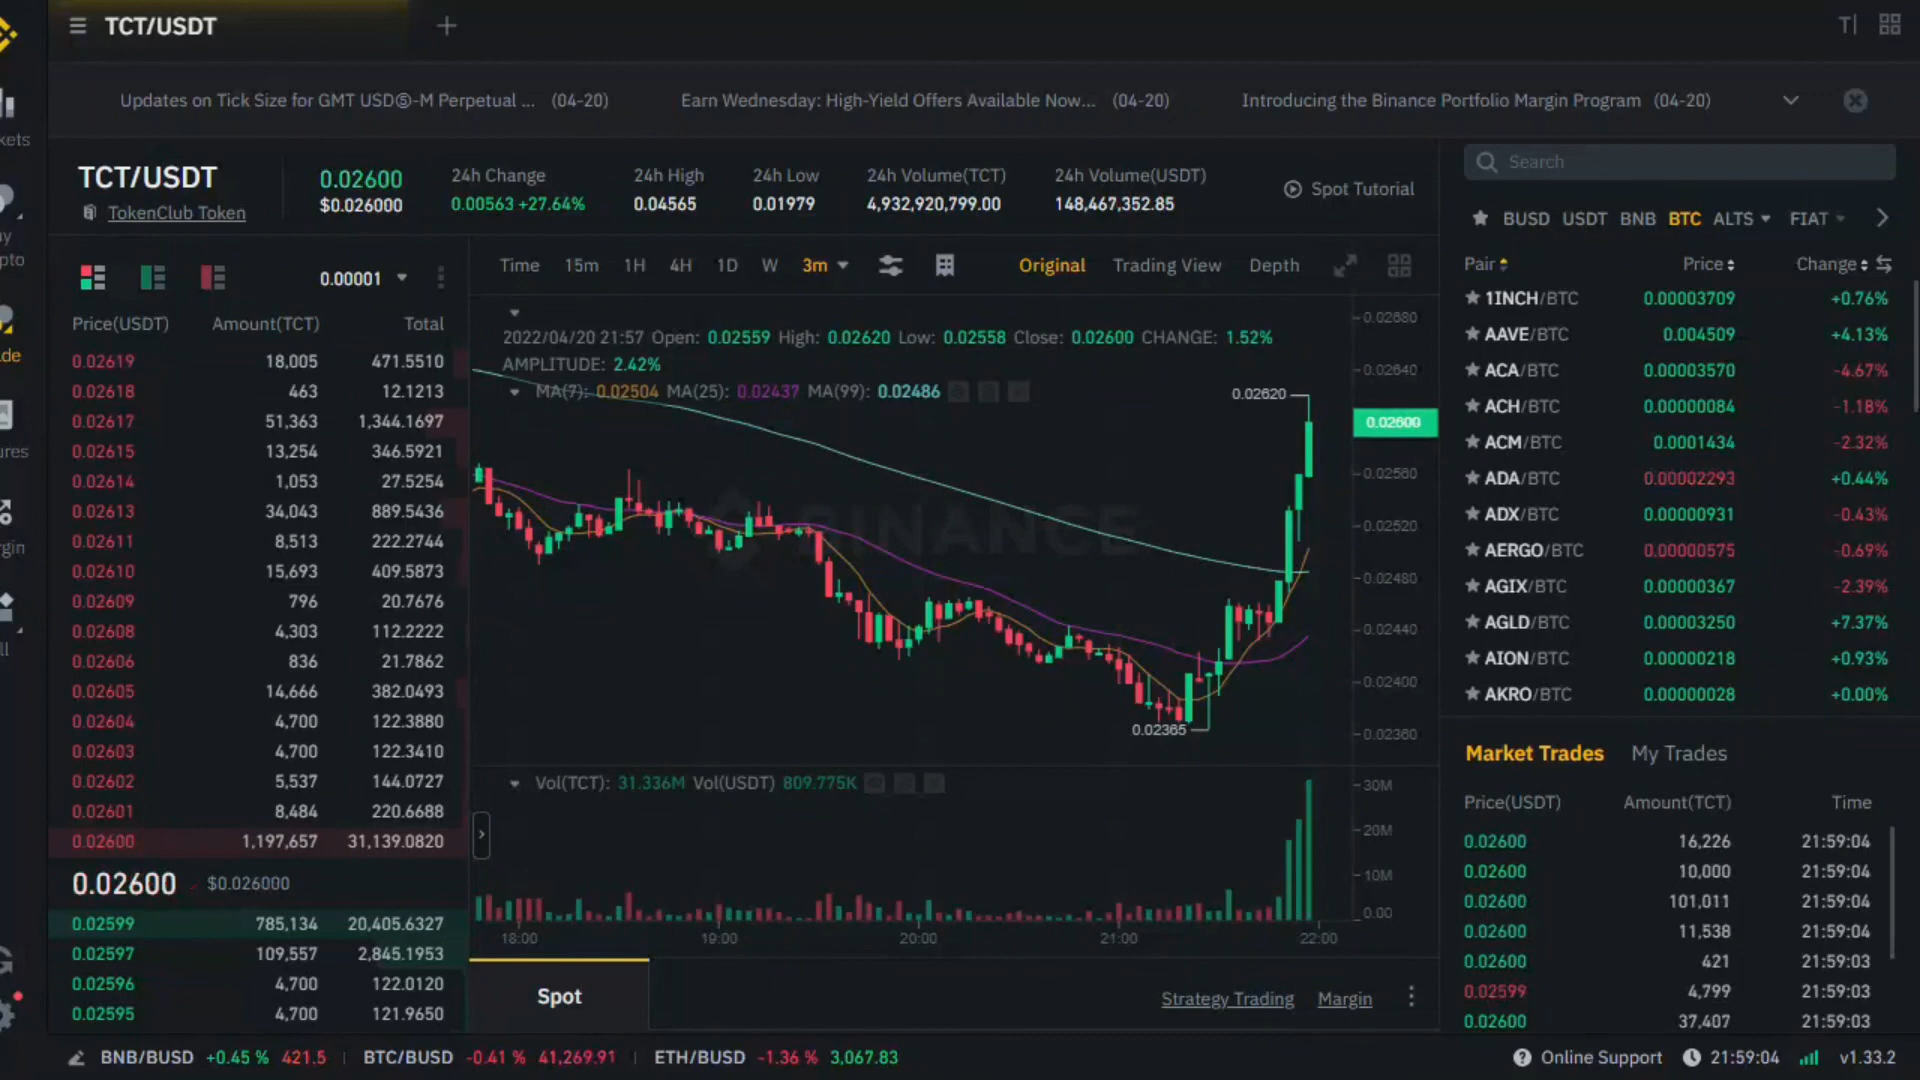 TCT/USDT
Updates on Tick Size for GMT USDⓈ-M Perpetual ... (04-20)
Earn Wednesday: High-Yield Offers Available Now... (04-20)
Introducing the Binance Portfolio Margin Program (04-20)
kets
TCT/USDT
TokenClub Token
0.02600
$0.026000
24h Change
0.00563 +27.64%
24h High
0.04565
24h Low
0.01979
24h Volume(TCT)
4,932,920,799.00
24h Volume(USDT)
148,467,352.85
Spot Tutorial
Search
BUSD USDT BNB BTC ALTS FIAT
0.00001
Time 15m 1H 4H 1D W 3m
Original Trading View Depth
Price(USDT) Amount(TCT) Total
0.02619 18,005 471.5510
0.02618 463 12.1213
0.02617 51,363 1,344.1697
0.02615 13,254 346.5921
0.02614 1,053 27.5254
0.02613 34,043 889.5436
0.02611 8,513 222.2744
0.02610 15,693 409.5873
0.02609 796 20.7676
0.02608 4,303 112.2222
0.02606 836 21.7862
0.02605 14,666 382.0493
0.02604 4,700 122.3880
0.02603 4,700 122.3410
0.02602 5,537 144.0727
0.02601 8,484 220.6688
0.02600 1,197,657 31,139.0820
0.02600 $0.026000
0.02599 785,134 20,405.6327
0.02597 109,557 2,845.1953
0.02596 4,700 122.0120
0.02595 4,700 121.9650
2022/04/20 21:57 Open: 0.02559 High: 0.02620 Low: 0.02558 Close: 0.02600 CHANGE: 1.52%
AMPLITUDE: 2.42%
MA(7): 0.02504 MA(25): 0.02437 MA(99): 0.02486
0.02620
0.02365
BINANCE
0.02680
0.02640
0.02600
0.02560
0.02520
0.02480
0.02440
0.02400
0.02360
Vol(TCT): 31.336M Vol(USDT) 809.775K
30M
20M
10M
0.00
18:00 19:00 20:00 21:00 22:00
Spot
Strategy Trading Margin
Pair Price Change
1INCH/BTC 0.00003709 +0.76%
AAVE/BTC 0.004509 +4.13%
ACA/BTC 0.00003570 -4.67%
ACH/BTC 0.00000084 -1.18%
ACM/BTC 0.0001434 -2.32%
ADA/BTC 0.00002293 +0.44%
ADX/BTC 0.00000931 -0.43%
AERGO/BTC 0.00000575 -0.69%
AGIX/BTC 0.00000367 -2.39%
AGLD/BTC 0.00003250 +7.37%
AION/BTC 0.00000218 +0.93%
AKRO/BTC 0.00000028 +0.00%
Market Trades My Trades
Price(USDT) Amount(TCT) Time
0.02600 16,226 21:59:04
0.02600 10,000 21:59:04
0.02600 101,011 21:59:04
0.02600 11,538 21:59:04
0.02600 421 21:59:03
0.02599 4,799 21:59:03
0.02600 37,407 21:59:03
BNB/BUSD +0.45 % 421.5
BTC/BUSD -0.41 % 41,269.91
ETH/BUSD -1.36 % 3,067.83
Online Support 21:59:04 v1.33.2